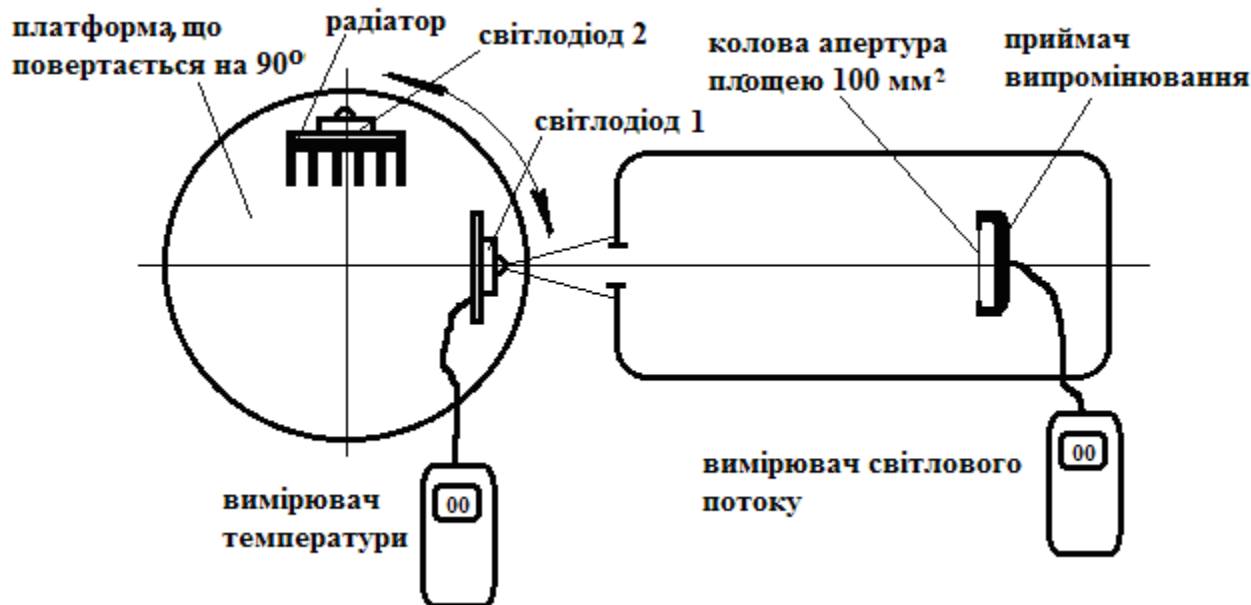 платформа, що
повертається на 90⁰
радіатор
світлодіод 2
світлодіод 1
колова апертура
площею 100 мм²
приймач
випромінювання
00
вимірювач
температури
00
вимірювач світлового
потоку